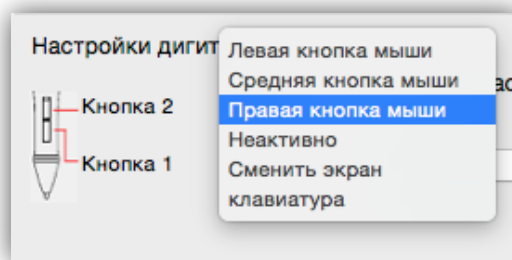 Настройки дигит
Левая кнопка мыши
Средняя кнопка мыши
Правая кнопка мыши
Неактивно
Сменить экран
клавиатура
Кнопка 2
Кнопка 1